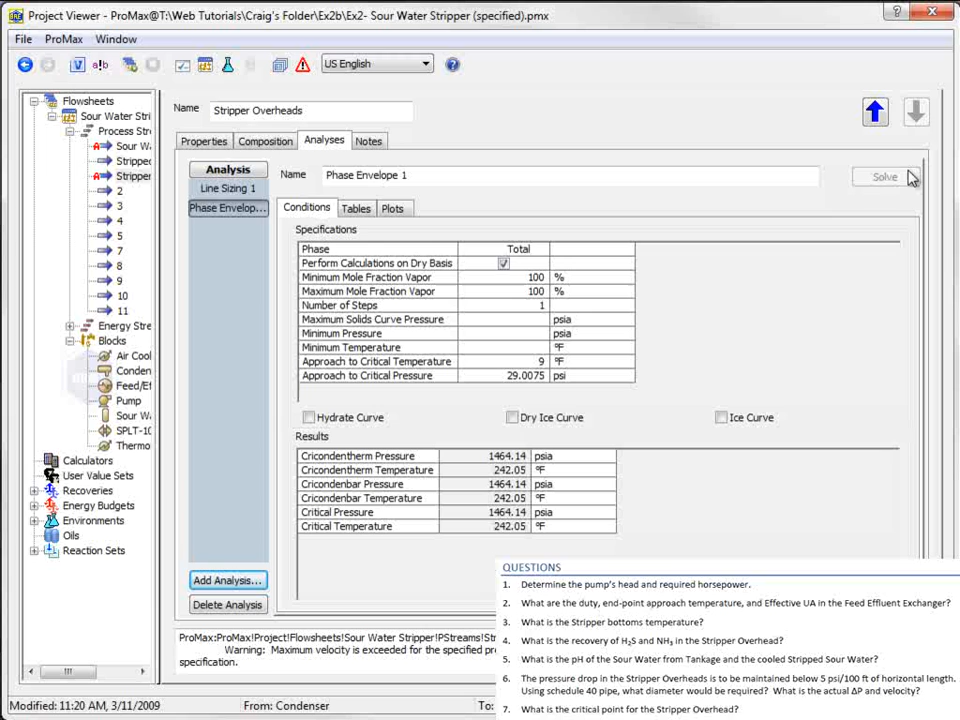 Project Viewer - ProMax@T:\Web Tutorials\Craig's Folder\Ex2b\Ex2- Sour Water Stripper (specified).pmx
File ProMax Window
US English
Flowsheets
Sour Water Stri
Process Stre
Sour W
Stripped
Stripper
2
3
4
5
7
8
9
10
11
Energy Stre
Blocks
Air Cool
Conden
Feed/Ef
Pump
Sour W
SPLT-10
Thermo
Calculators
User Value Sets
Recoveries
Energy Budgets
Environments
Oils
Reaction Sets
Name Stripper Overheads
Properties Composition Analyses Notes
Analysis
Line Sizing 1
Phase Envelop...
Add Analysis...
Delete Analysis
Name Phase Envelope 1 Solve
Conditions Tables Plots
Specifications
Phase Total
Perform Calculations on Dry Basis
Minimum Mole Fraction Vapor 100 %
Maximum Mole Fraction Vapor 100 %
Number of Steps 1
Maximum Solids Curve Pressure psia
Minimum Pressure psia
Minimum Temperature °F
Approach to Critical Temperature 9 °F
Approach to Critical Pressure 29.0075 psi
Hydrate Curve Dry Ice Curve Ice Curve
Results
Cricondentherm Pressure 1464.14 psia
Cricondentherm Temperature 242.05 °F
Cricondenbar Pressure 1464.14 psia
Cricondenbar Temperature 242.05 °F
Critical Pressure 1464.14 psia
Critical Temperature 242.05 °F
ProMax:ProMax!Project!Flowsheets!Sour Water Stripper!PStreams!Str
Warning: Maximum velocity is exceeded for the specified pr
specification.
Modified: 11:20 AM, 3/11/2009 From: Condenser To:
QUESTIONS
1. Determine the pump's head and required horsepower.
2. What are the duty, end-point approach temperature, and Effective UA in the Feed Effluent Exchanger?
3. What is the Stripper bottoms temperature?
4. What is the recovery of H₂S and NH₃ in the Stripper Overhead?
5. What is the pH of the Sour Water from Tankage and the cooled Stripped Sour Water?
6. The pressure drop in the Stripper Overheads is to be maintained below 5 psi/100 ft of horizontal length.
Using schedule 40 pipe, what diameter would be required? What is the actual ΔP and velocity?
7. What is the critical point for the Stripper Overhead?